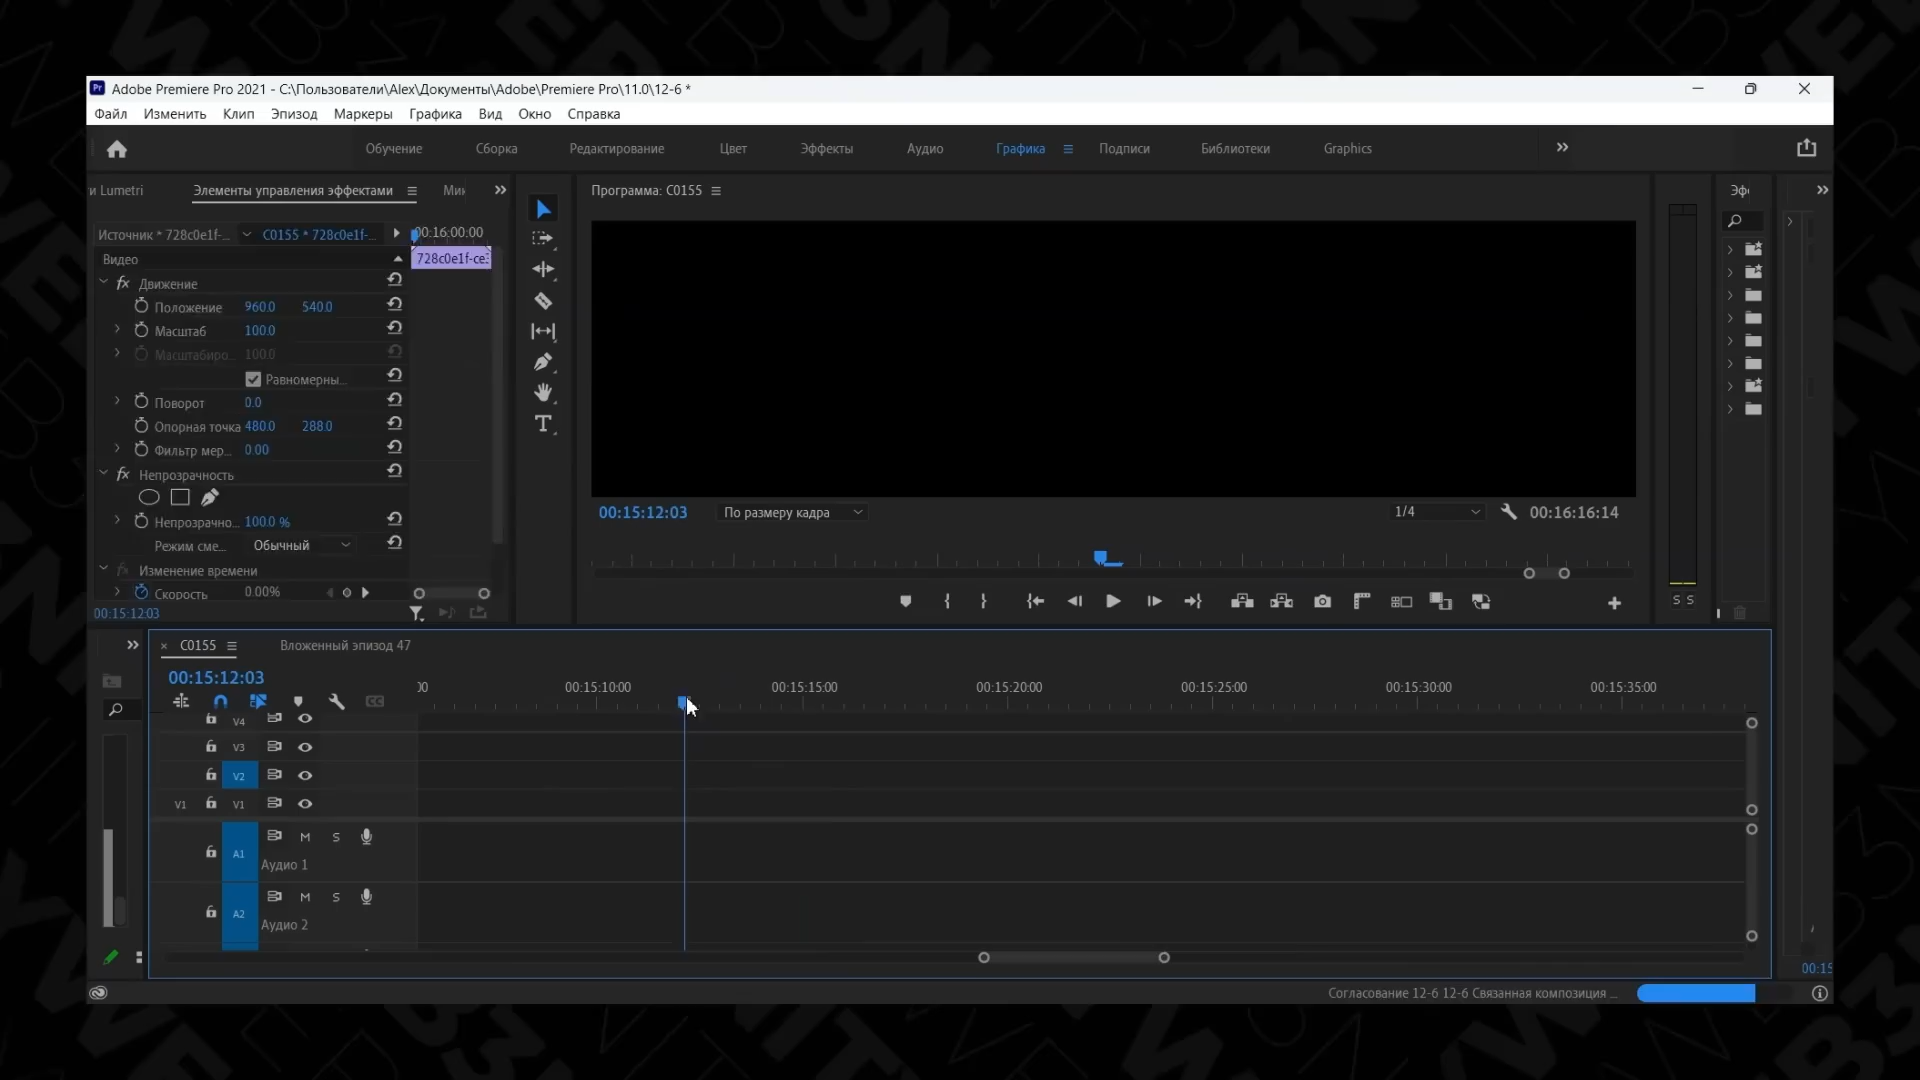 Adobe Premiere Pro 2021 - C:\Пользователи\Alex\Документы\Adobe\Premiere Pro\11.0\12-6 *
Файл Изменить Клип Эпизод Маркеры Графика Вид Окно Справка
Обучение Сборка Редактирование Цвет Эффекты Аудио Графика Подписи Библиотеки Graphics
и Lumetri Элементы управления эффектами Мик
Программа: C0155
Эфф
Источник * 728c0e1f-... C0155 * 728c0e1f-...
00:16:00:00
Видео
728c0e1f-ce3
Движение
Положение 960.0 540.0
Масштаб 100.0
Масштабиро... 100.0
Равномерны...
Поворот 0.0
Опорная точка 480.0 288.0
Фильтр мер... 0.00
Непрозрачность
Непрозрачно... 100.0 %
Режим сме... Обычный
Изменение времени
Скорость 0.00%
00:15:12:03
T
00:15:12:03 По размеру кадра 1/4 00:16:16:14
S S
C0155 Вложенный эпизод 47
00:15:12:03
00 00:15:10:00 00:15:15:00 00:15:20:00 00:15:25:00 00:15:30:00 00:15:35:00
V4
V3
V2
V1 V1
A1 M S
Аудио 1
A2 M S
Аудио 2
00:15
Согласование 12-6 12-6 Связанная композиция ...